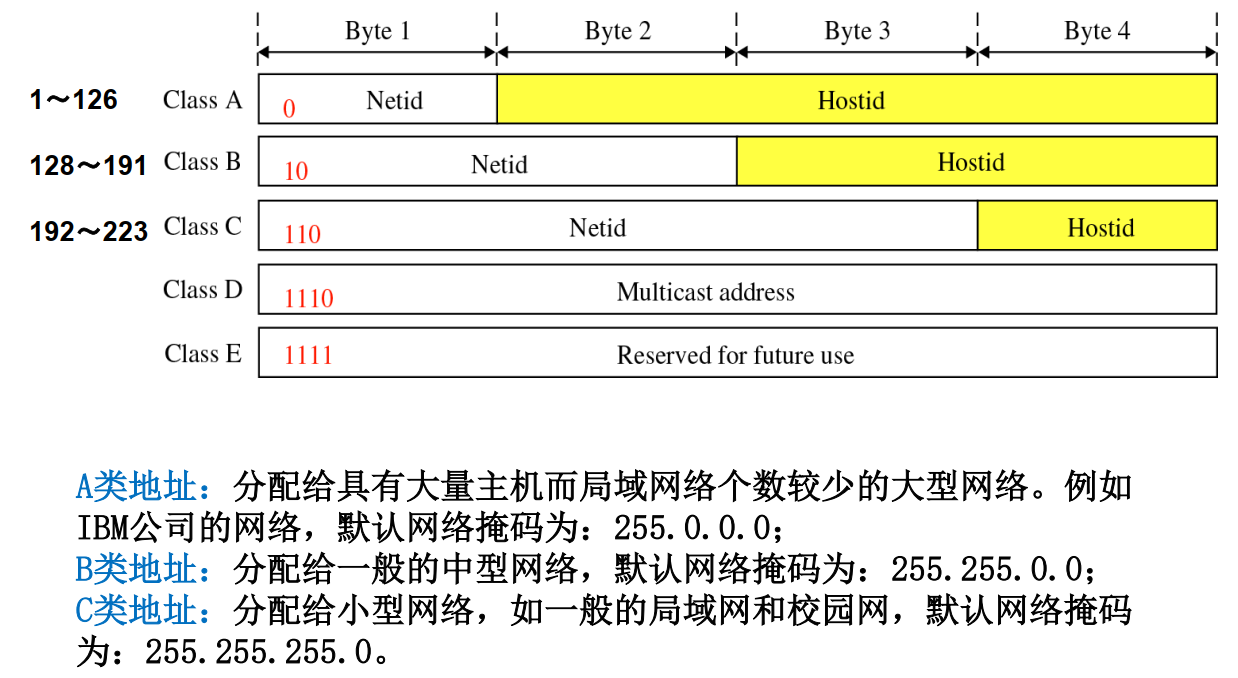 Byte 1 Byte 2 Byte 3 Byte 4
1～126 Class A 0 Netid Hostid
128～191 Class B 10 Netid Hostid
192～223 Class C 110 Netid Hostid
Class D 1110 Multicast address
Class E 1111 Reserved for future use
A类地址：分配给具有大量主机而局域网络个数较少的大型网络。例如
IBM公司的网络，默认网络掩码为：255.0.0.0；
B类地址：分配给一般的中型网络，默认网络掩码为：255.255.0.0；
C类地址：分配给小型网络，如一般的局域网和校园网，默认网络掩码
为：255.255.255.0。